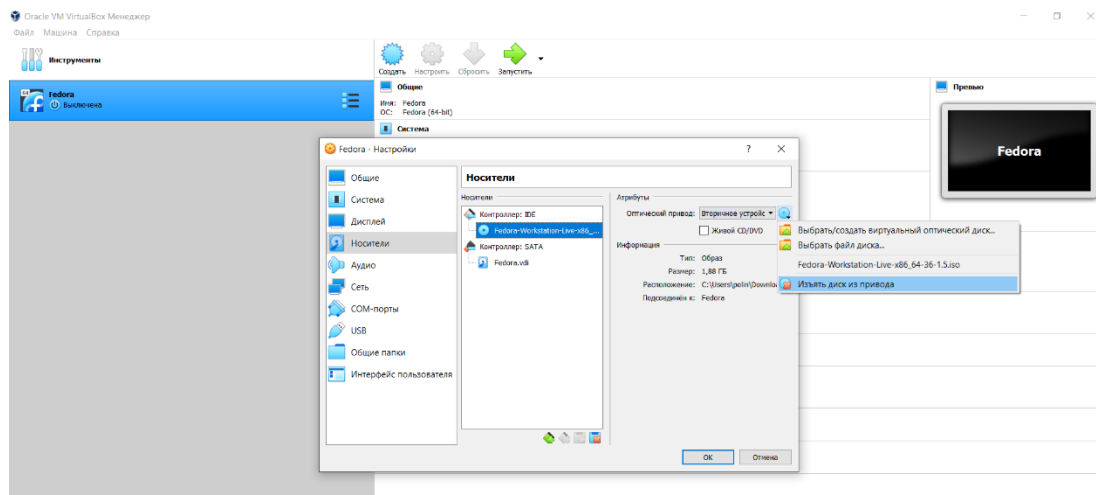 Oracle VM VirtualBox Менеджер
Файл Машина Справка
Инструменты
Создать Настроить Сбросить Запустить
64 Fedora
Выключена
Общие
Имя: Fedora
ОС: Fedora (64-bit)
Система
Превью
Fedora
Fedora - Настройки ? ×
Общие
Система
Дисплей
Носители
Аудио
Сеть
COM-порты
USB
Общие папки
Интерфейс пользователя
Носители
Носители
Контроллер: IDE
Fedora-Workstation-Live-x86_...
Контроллер: SATA
Fedora.vdi
Атрибуты
Оптический привод: Вторичное устройс
Живой CD/DVD
Информация
Тип: Образ
Размер: 1,88 ГБ
Расположение: C:\Users\polin\Downlo
Подсоединён к: Fedora
Выбрать/создать виртуальный оптический диск...
Выбрать файл диска...
Fedora-Workstation-Live-x86_64-36-1.5.iso
Изъять диск из привода
OK Отмена